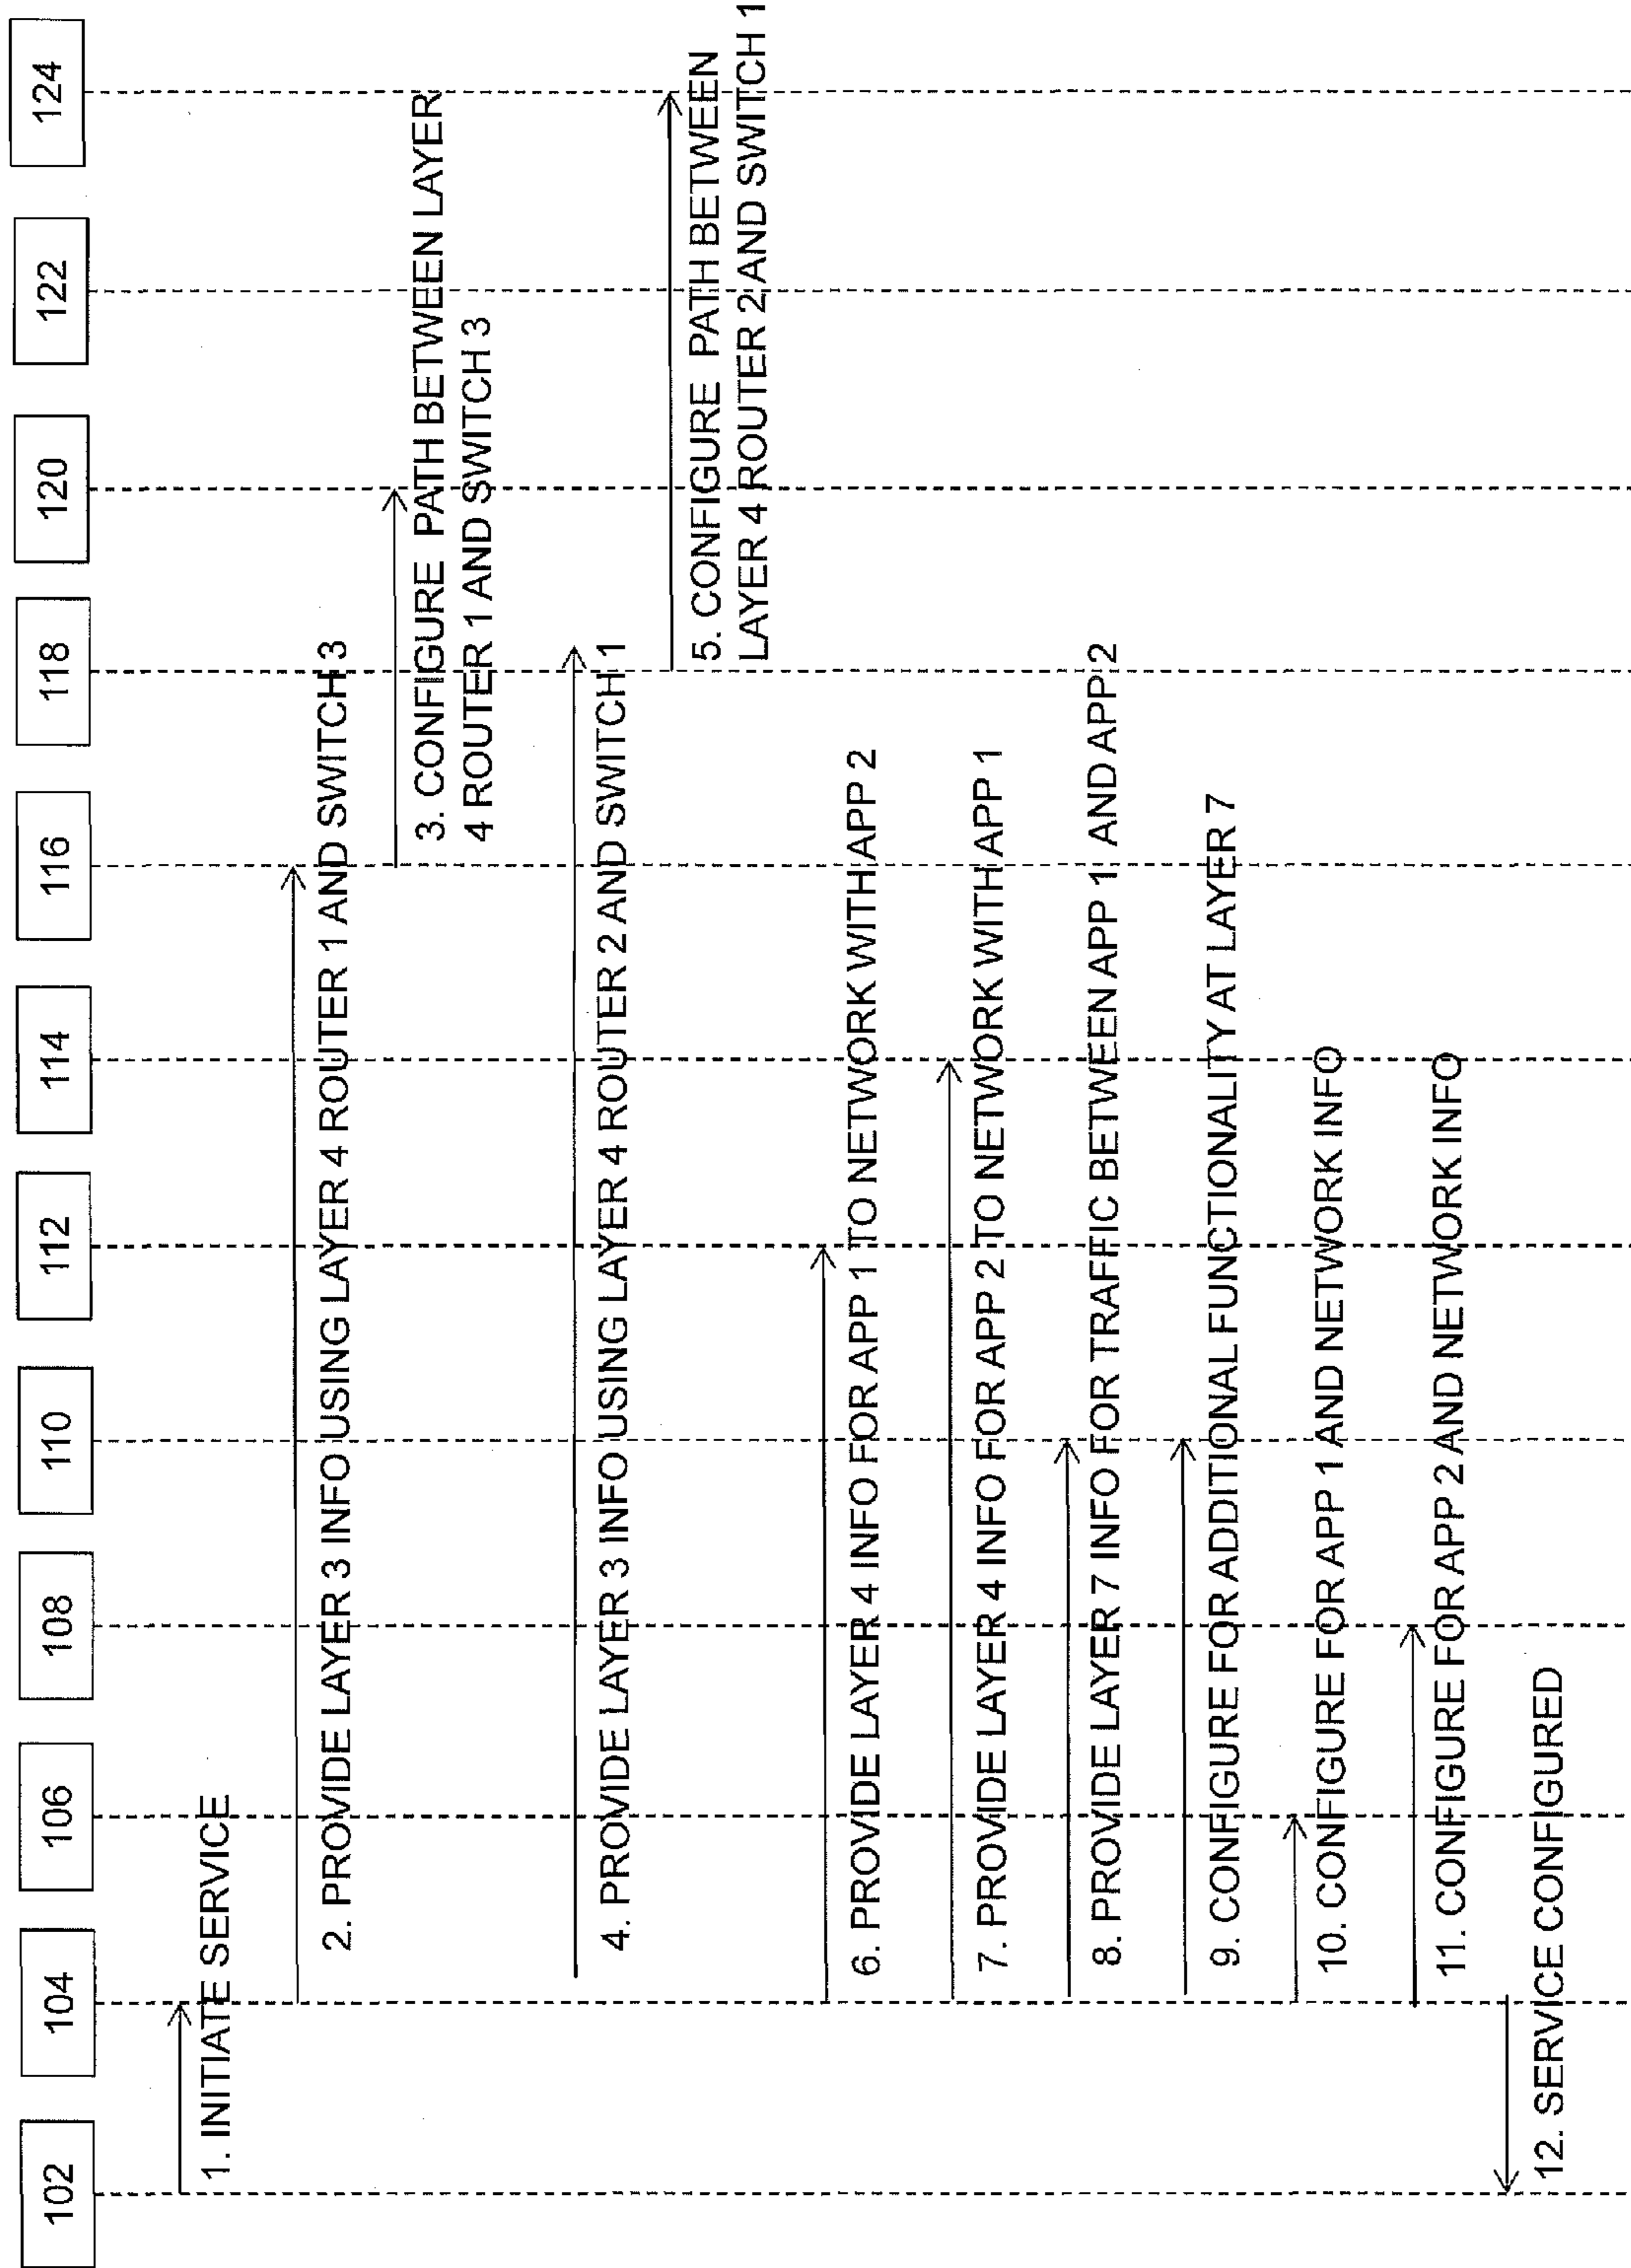 102
104
106
108
110
112
114
116
118
120
122
124
1. INITIATE SERVICE
2. PROVIDE LAYER 3 INFO USING LAYER 4 ROUTER 1 AND SWITCH 3
3. CONFIGURE PATH BETWEEN LAYER
4 ROUTER 1 AND SWITCH 3
4. PROVIDE LAYER 3 INFO USING LAYER 4 ROUTER 2 AND SWITCH 1
5. CONFIGURE PATH BETWEEN
LAYER 4 ROUTER 2 AND SWITCH 1
6. PROVIDE LAYER 4 INFO FOR APP 1 TO NETWORK WITH APP 2
7. PROVIDE LAYER 4 INFO FOR APP 2 TO NETWORK WITH APP 1
8. PROVIDE LAYER 7 INFO FOR TRAFFIC BETWEEN APP 1 AND APP 2
9. CONFIGURE FOR ADDITIONAL FUNCTIONALITY AT LAYER 7
10. CONFIGURE FOR APP 1 AND NETWORK INFO
11. CONFIGURE FOR APP 2 AND NETWORK INFO
12. SERVICE CONFIGURED